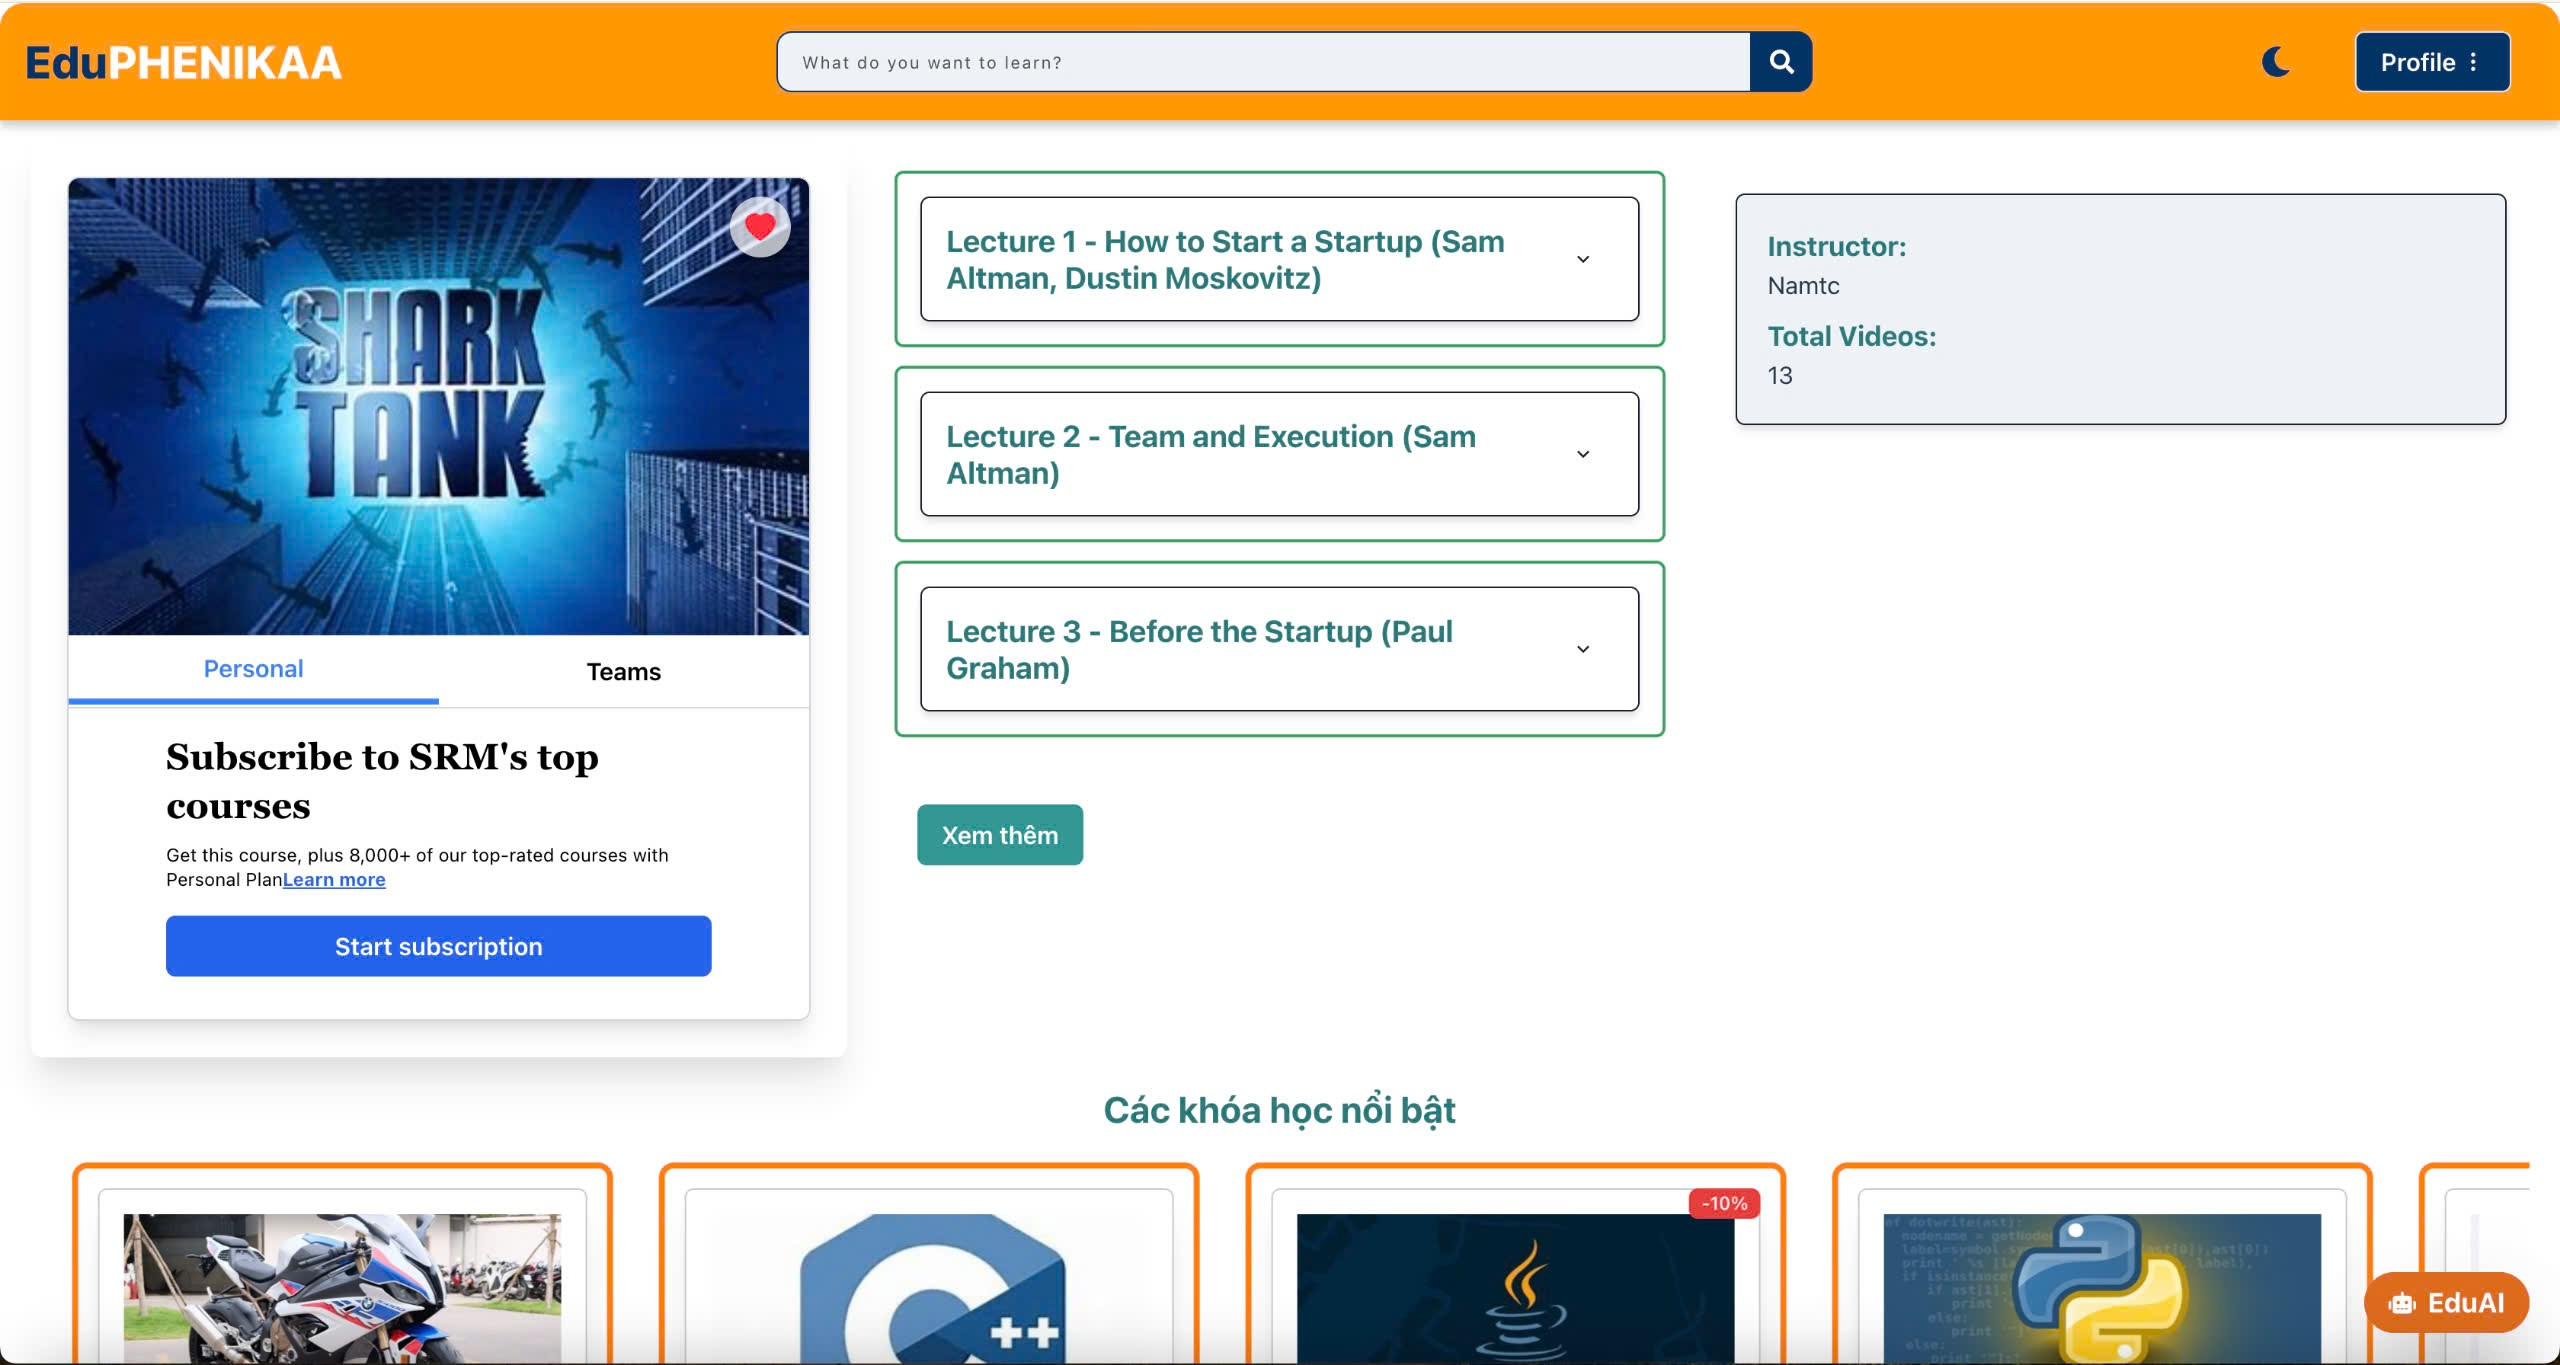 EduPHENIKAA
What do you want to learn?
Profile
SHARK
TANK
Personal
Teams
Subscribe to SRM's top
courses
Get this course, plus 8,000+ of our top-rated courses with
Personal PlanLearn more
Start subscription
Lecture 1 - How to Start a Startup (Sam
Altman, Dustin Moskovitz)
Lecture 2 - Team and Execution (Sam
Altman)
Lecture 3 - Before the Startup (Paul
Graham)
Xem thêm
Instructor:
Namtc
Total Videos:
13
Các khóa học nổi bật
C++
-10%
EduAI